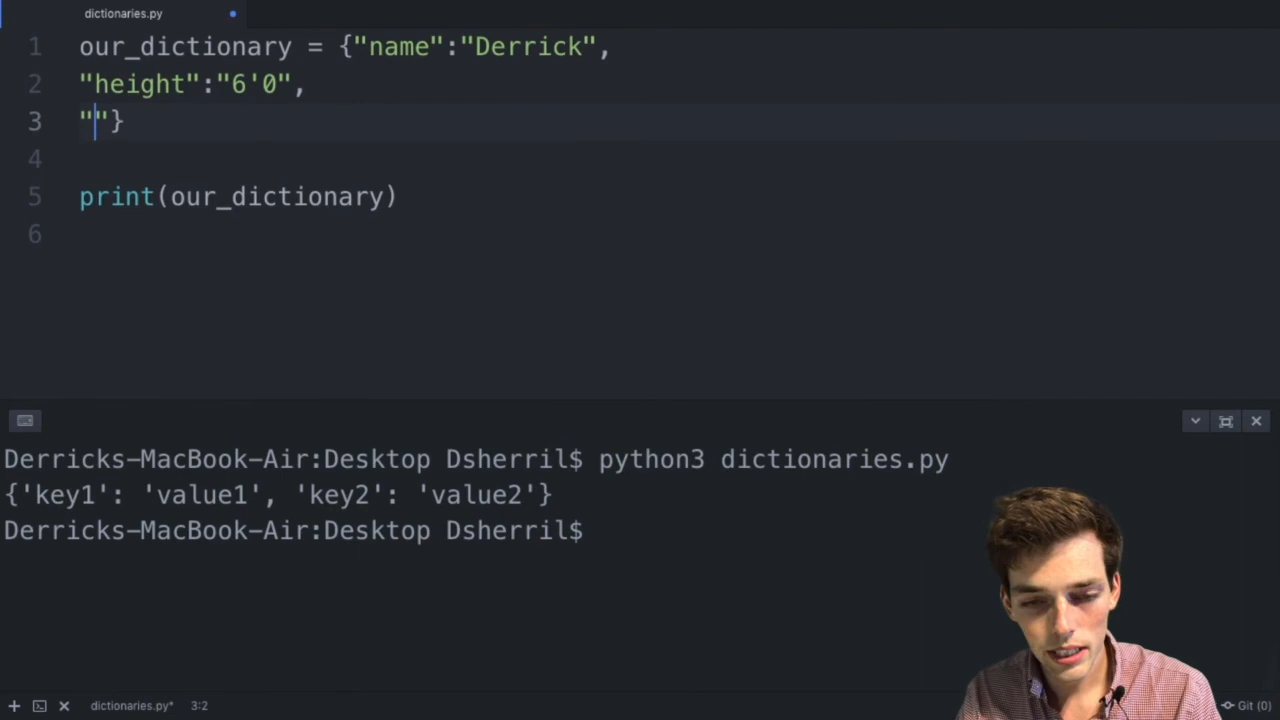 dictionaries.py
1 our_dictionary = {"name":"Derrick",
2 "height":"6'0",
3 ""}
4
5 print(our_dictionary)
6
Derricks-MacBook-Air:Desktop Dsherril$ python3 dictionaries.py
{'key1': 'value1', 'key2': 'value2'}
Derricks-MacBook-Air:Desktop Dsherril$
dictionaries.py* 3:2 Git (0)